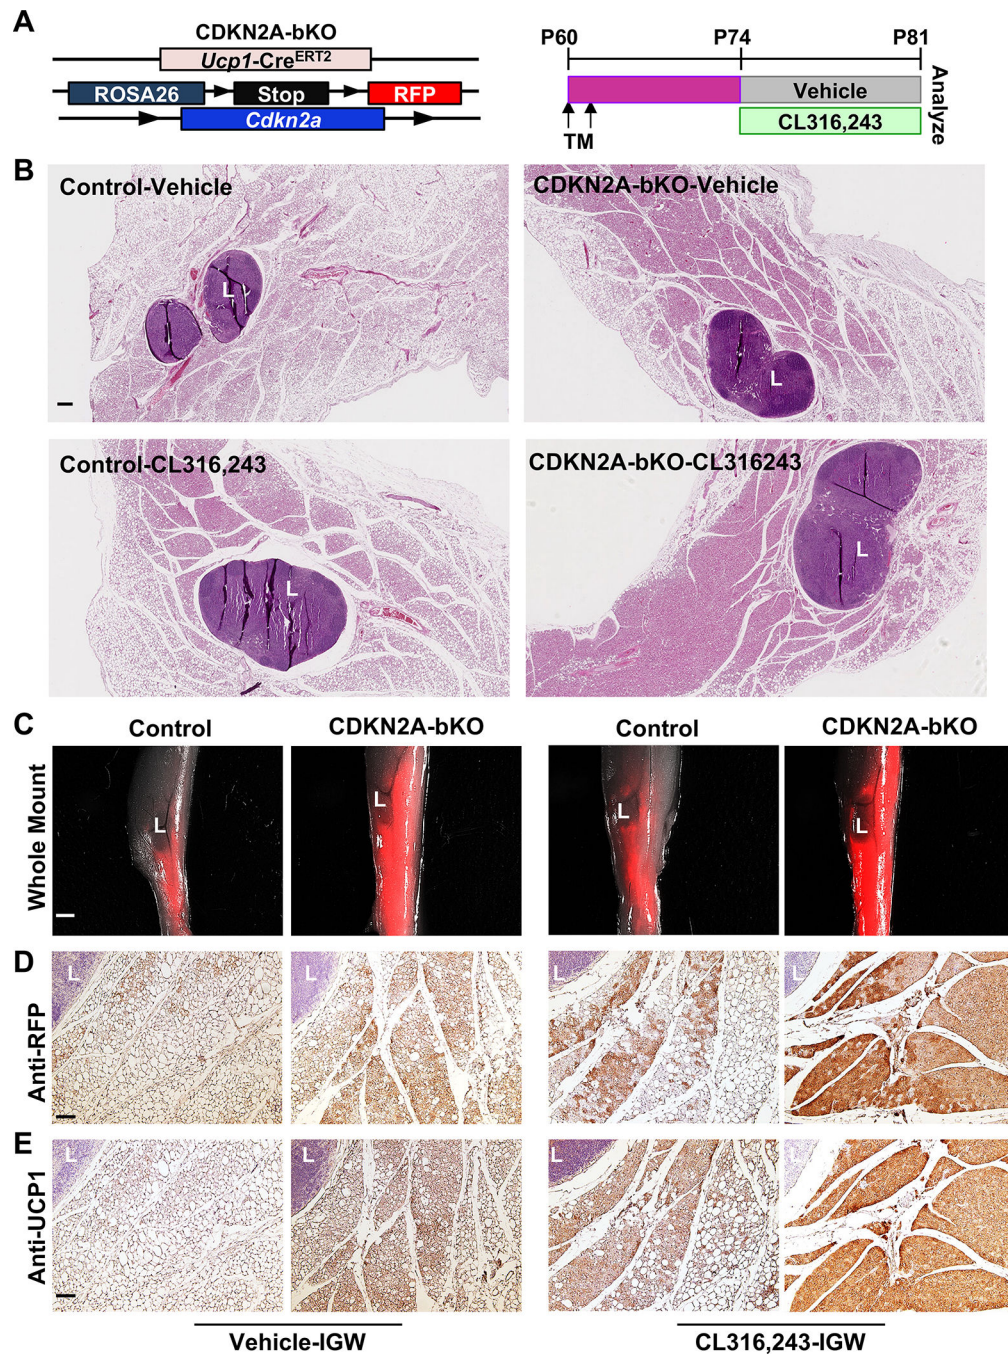 A
CDKN2A-bKO
Ucp1-CreERT2
ROSA26
Stop
RFP
Cdkn2a
P60
P74
P81
Vehicle
CL316,243
TM
Analyze
B
Control-Vehicle
L
CDKN2A-bKO-Vehicle
L
Control-CL316,243
L
CDKN2A-bKO-CL316243
L
C
Control
CDKN2A-bKO
Control
CDKN2A-bKO
Whole Mount
L
L
L
L
D
Anti-RFP
L
L
L
L
E
Anti-UCP1
L
L
L
L
Vehicle-IGW
CL316,243-IGW